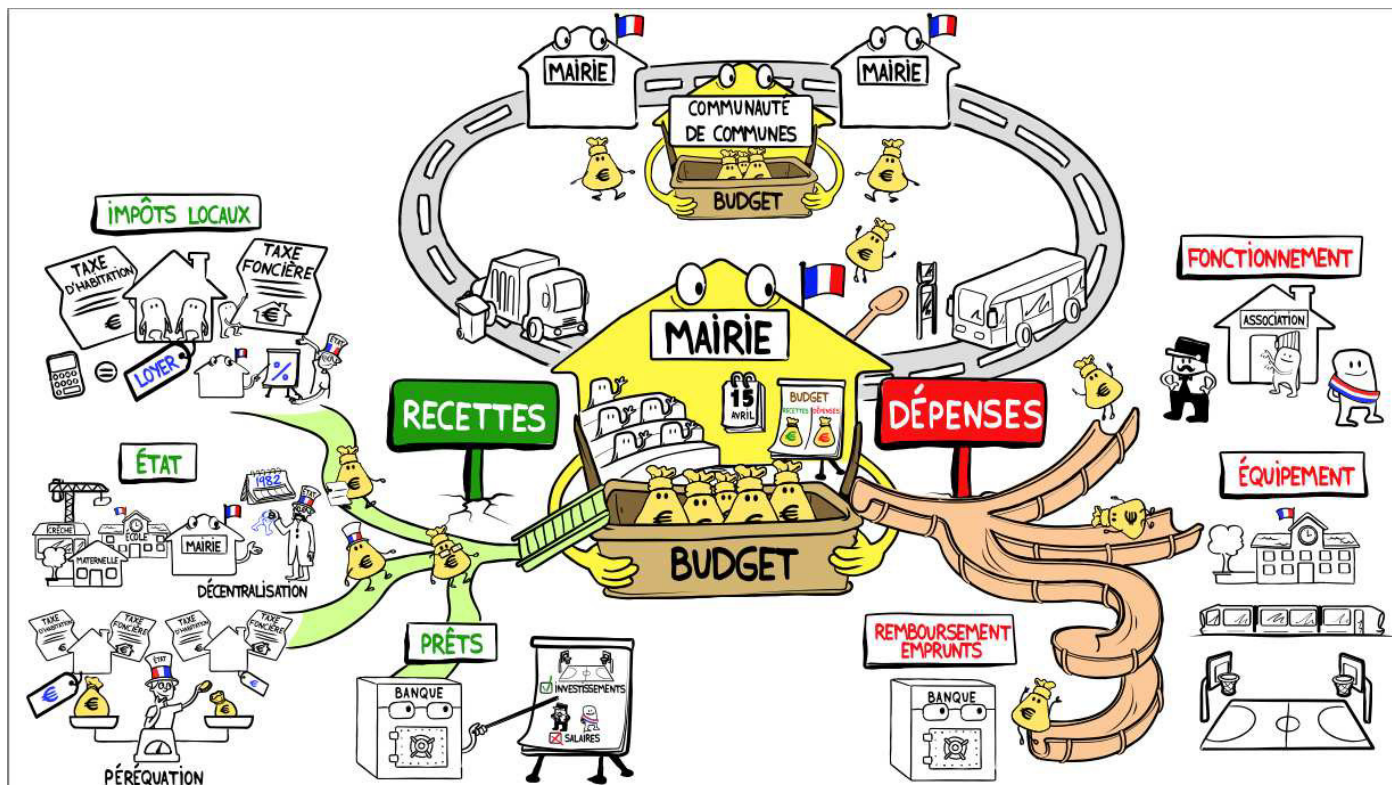 MAIRIE
MAIRIE
COMMUNAUTÉ
DE COMMUNES
€
€
€
BUDGET
€
€
€
IMPÔTS LOCAUX
TAXE
D'HABITATION
€
TAXE
FONCIÈRE
€
=
LOYER
%
ÉTAT
ÉTAT
CRÈCHE
ÉCOLE
MATERNELLE
MAIRIE
1982
ÉTAT
DÉCENTRALISATION
TAXE
D'HABITATION
TAXE
FONCIÈRE
TAXE
D'HABITATION
TAXE
FONCIÈRE
€
€
ÉTAT
€
€
PÉRÉQUATION
RECETTES
€
€
€
PRÊTS
BANQUE
INVESTISSEMENTS
SALAIRES
MAIRIE
15
AVRIL
BUDGET
RECETTES
DÉPENSES
€
€
€
€
€
€
€
BUDGET
DÉPENSES
€
€
€
REMBOURSEMENT
EMPRUNTS
BANQUE
FONCTIONNEMENT
ASSOCIATION
ÉQUIPEMENT